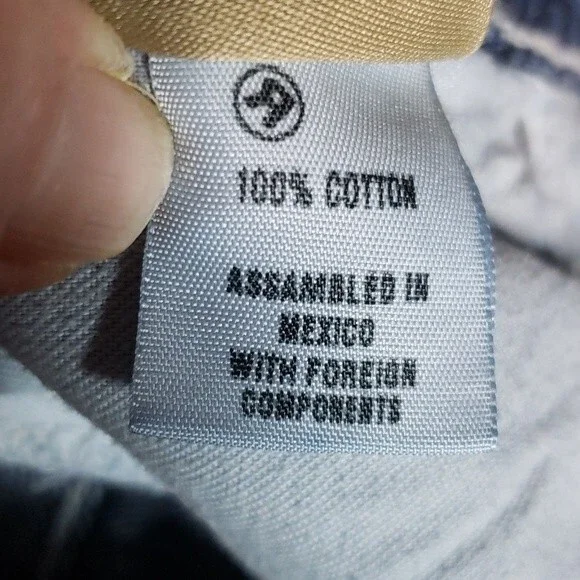 100% COTTON
ASSAMBLED IN
MEXICO
WITH FOREIGN
COMPONENTS